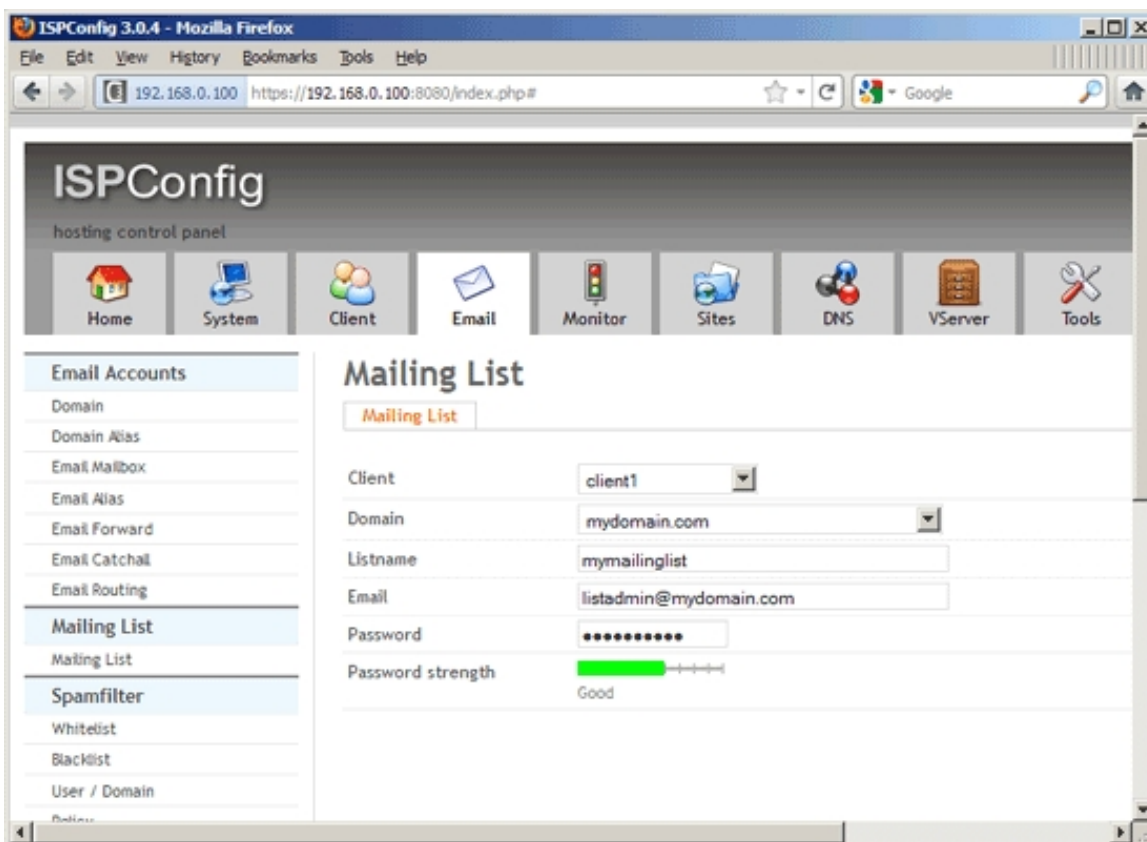 ISPConfig 3.0.4 - Mozilla Firefox
File Edit View History Bookmarks Tools Help
192.168.0.100 https://192.168.0.100:8080/index.php# Google
ISPConfig
hosting control panel
Home System Client Email Monitor Sites DNS VServer Tools
Email Accounts
Domain
Domain Alias
Email Mailbox
Email Alias
Email Forward
Email Catchall
Email Routing
Mailing List
Mailing List
Spamfilter
Whitelist
Blacklist
User / Domain
Policy
Mailing List
Mailing List
Client client1
Domain mydomain.com
Listname mymailinglist
Email listadmin@mydomain.com
Password ••••••••••
Password strength
Good